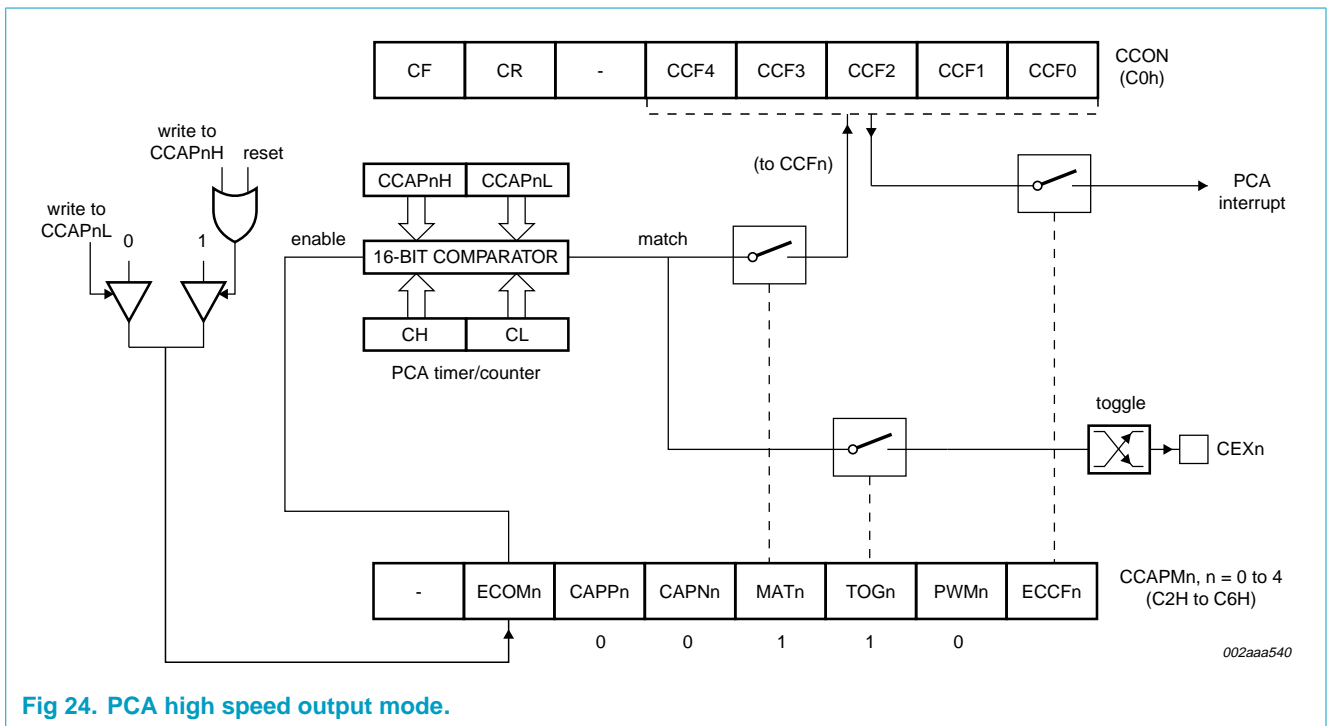 CF CR - CCF4 CCF3 CCF2 CCF1 CCF0
CCON
(C0h)
write to
CCAPnH reset
(to CCFn)
CCAPnH CCAPnL
PCA
interrupt
write to
CCAPnL
0 1
enable
16-BIT COMPARATOR
match
CH CL
PCA timer/counter
toggle
CEXn
- ECOMn CAPPn CAPNn MATn TOGn PWMn ECCFn
CCAPMn, n = 0 to 4
(C2H to C6H)
0 0 1 1 0
002aaa540
Fig 24. PCA high speed output mode.